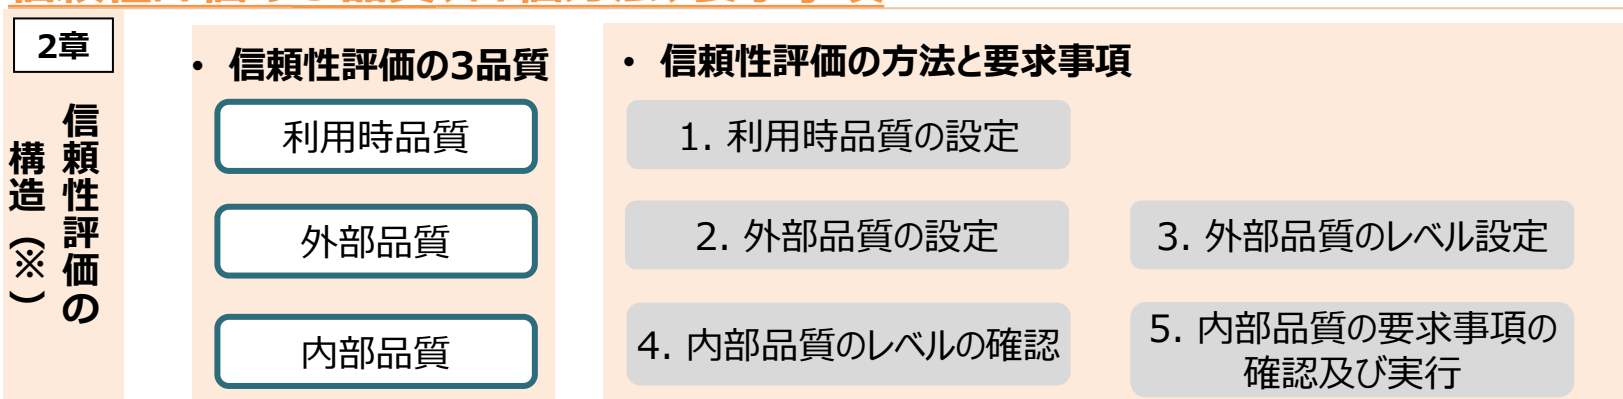 2章
信頼性評価の
構造(※)
• 信頼性評価の3品質
利用時品質
外部品質
内部品質
• 信頼性評価の方法と要求事項
1. 利用時品質の設定
2. 外部品質の設定
3. 外部品質のレベル設定
4. 内部品質のレベルの確認
5. 内部品質の要求事項の
確認及び実行